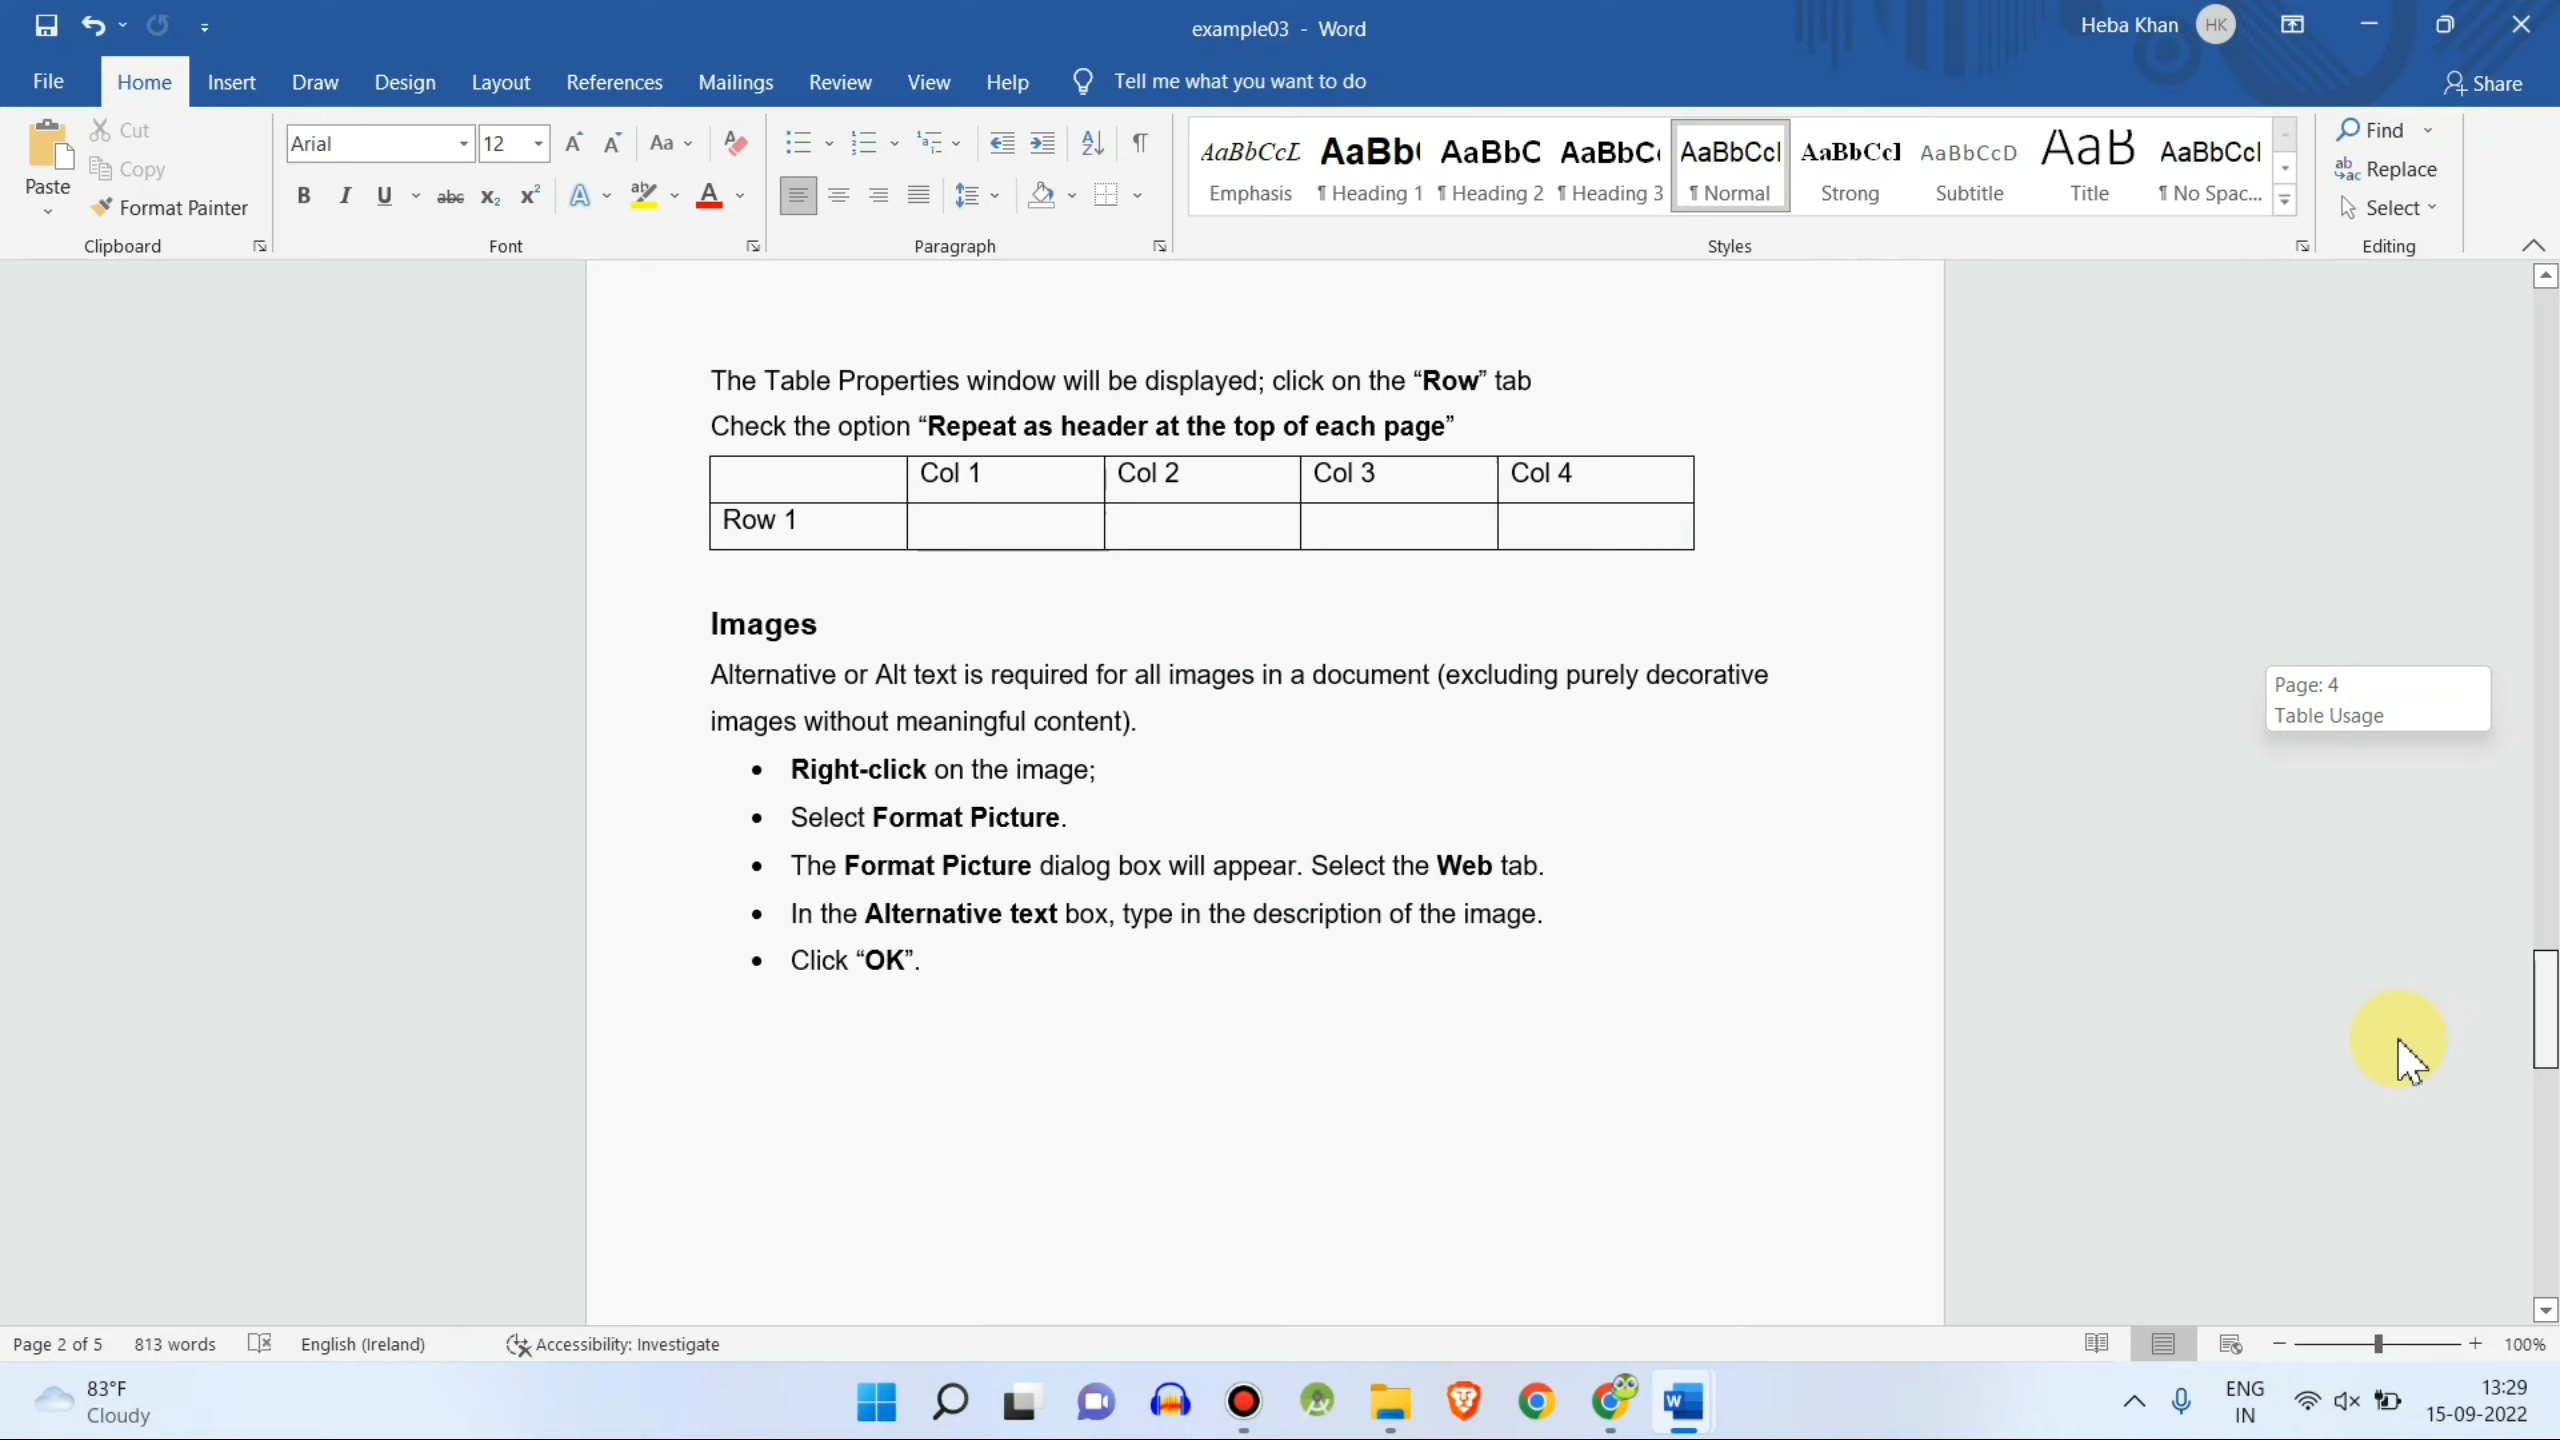 example03 - Word
Heba Khan HK
File Home Insert Draw Design Layout References Mailings Review View Help Tell me what you want to do Share
Paste
Cut
Copy
Format Painter
Clipboard
Arial 12
Font
Paragraph
AaBbCcL AaBb( AaBbC AaBbC AaBbCcl AaBbCcl AaBbCcD AaB AaBbCcl
Emphasis ¶ Heading 1 ¶ Heading 2 ¶ Heading 3 ¶ Normal Strong Subtitle Title ¶ No Spac...
Styles
Find
Replace
Select
Editing
The Table Properties window will be displayed; click on the “Row” tab
Check the option “Repeat as header at the top of each page”
Col 1 Col 2 Col 3 Col 4
Row 1
Images
Alternative or Alt text is required for all images in a document (excluding purely decorative
images without meaningful content).
• Right-click on the image;
• Select Format Picture.
• The Format Picture dialog box will appear. Select the Web tab.
• In the Alternative text box, type in the description of the image.
• Click “OK”.
Page: 4
Table Usage
Page 2 of 5 813 words English (Ireland) Accessibility: Investigate 100%
83°F
Cloudy
ENG
IN
13:29
15-09-2022